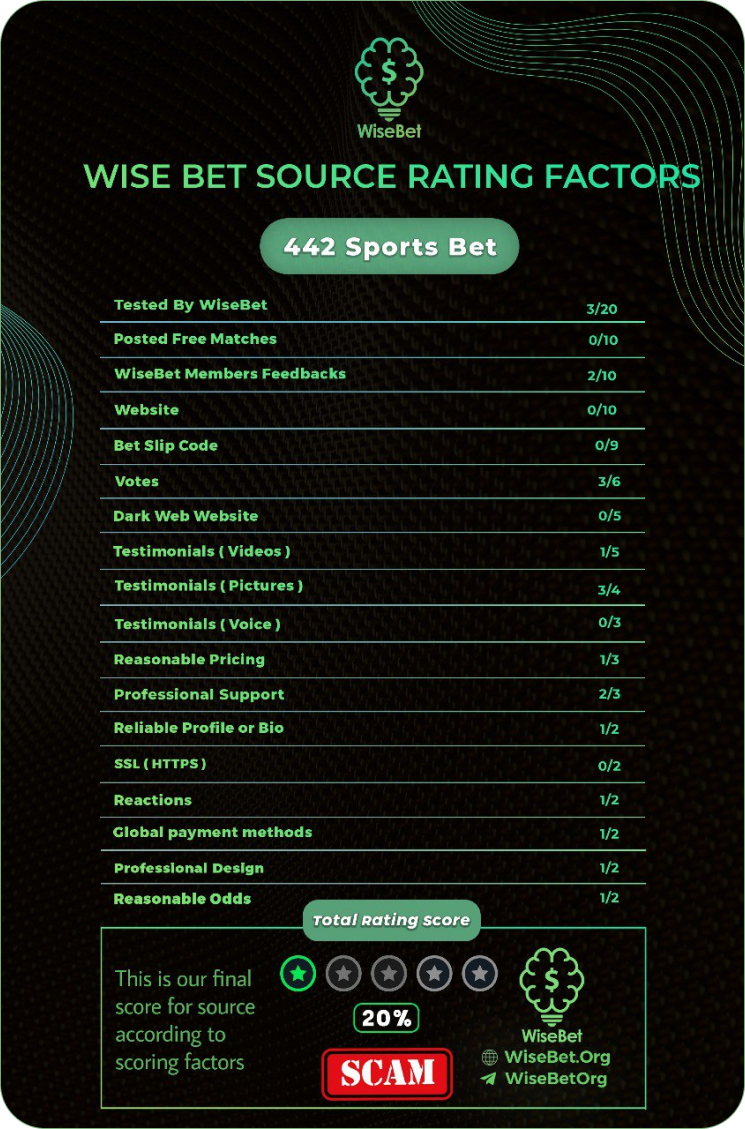 WiseBet
WISE BET SOURCE RATING FACTORS
442 Sports Bet
Tested By WiseBet 3/20
Posted Free Matches 0/10
WiseBet Members Feedbacks 2/10
Website 0/10
Bet Slip Code 0/9
Votes 3/6
Dark Web Website 0/5
Testimonials ( Videos ) 1/5
Testimonials ( Pictures ) 3/4
Testimonials ( Voice ) 0/3
Reasonable Pricing 1/3
Professional Support 2/3
Reliable Profile or Bio 1/2
SSL ( HTTPS ) 0/2
Reactions 1/2
Global payment methods 1/2
Professional Design 1/2
Reasonable Odds 1/2
Total Rating Score
This is our final
score for source
according to
scoring factors
20%
SCAM
WiseBet
WiseBet.Org
WiseBetOrg